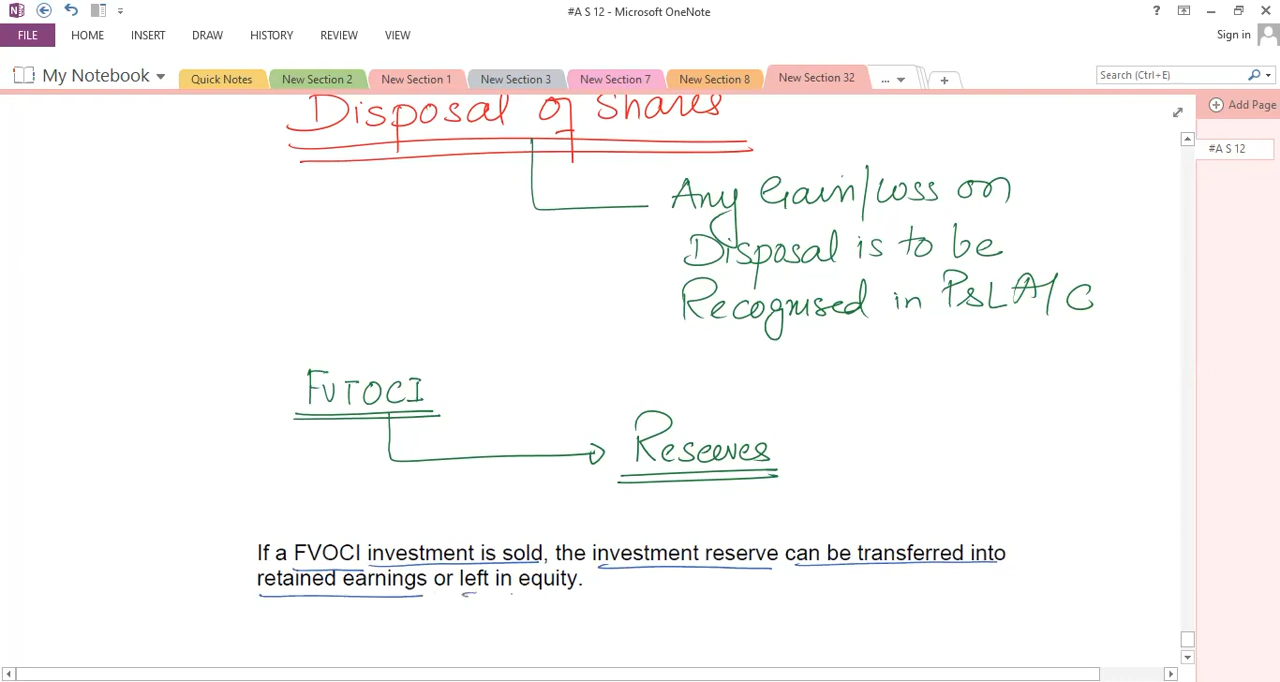 #A S 12 - Microsoft OneNote
FILE HOME INSERT DRAW HISTORY REVIEW VIEW
Sign in
My Notebook
Quick Notes New Section 2 New Section 1 New Section 3 New Section 7 New Section 8 New Section 32 ...
Search (Ctrl+E)
Add Page
#A S 12
Disposal of Shares
Any Gain/Loss on
Disposal is to be
Recognised in P&L A/C
FVTOCI
Reserves
If a FVOCI investment is sold, the investment reserve can be transferred into
retained earnings or left in equity.